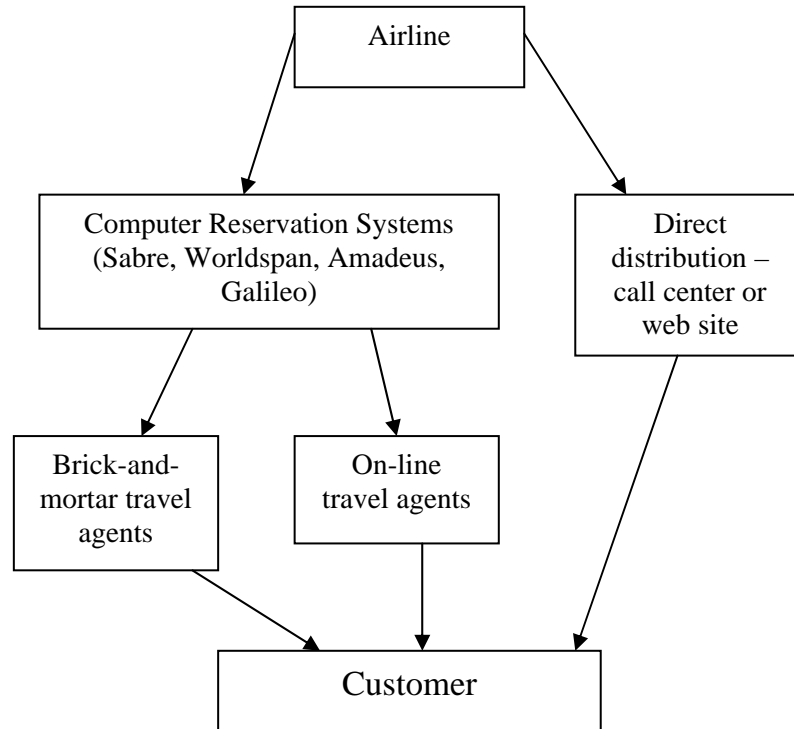 Airline
Computer Reservation Systems
(Sabre, Worldspan, Amadeus,
Galileo)
Direct
distribution –
call center or
web site
Brick-and-
mortar travel
agents
On-line
travel agents
Customer